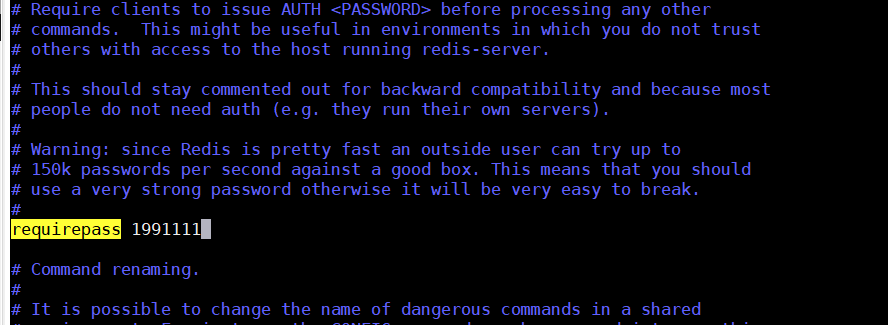 # Require clients to issue AUTH <PASSWORD> before processing any other
# commands.  This might be useful in environments in which you do not trust
# others with access to the host running redis-server.
#
# This should stay commented out for backward compatibility and because most
# people do not need auth (e.g. they run their own servers).
#
# Warning: since Redis is pretty fast an outside user can try up to
# 150k passwords per second against a good box. This means that you should
# use a very strong password otherwise it will be very easy to break.
#
requirepass 1991111
# Command renaming.
#
# It is possible to change the name of dangerous commands in a shared